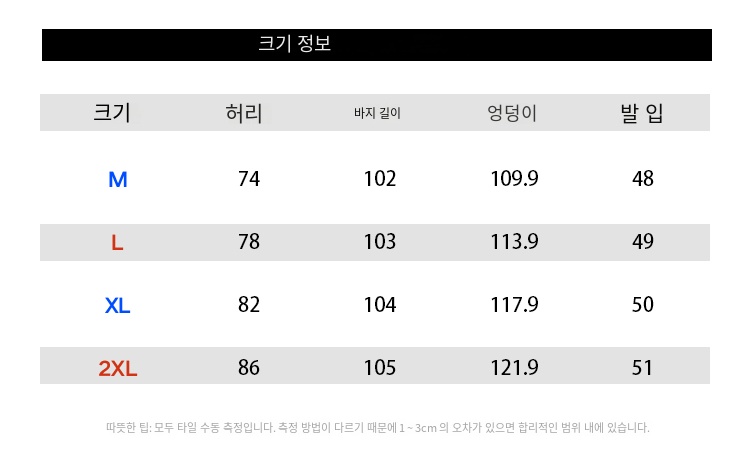 크기 정보
크기 허리 바지 길이 엉덩이 발 입
M 74 102 109.9 48
L 78 103 113.9 49
XL 82 104 117.9 50
2XL 86 105 121.9 51
따뜻한 팁: 모두 타일 수동 측정입니다. 측정 방법이 다르기 때문에 1 ~ 3cm 의 오차가 있으면 합리적인 범위 내에 있습니다.